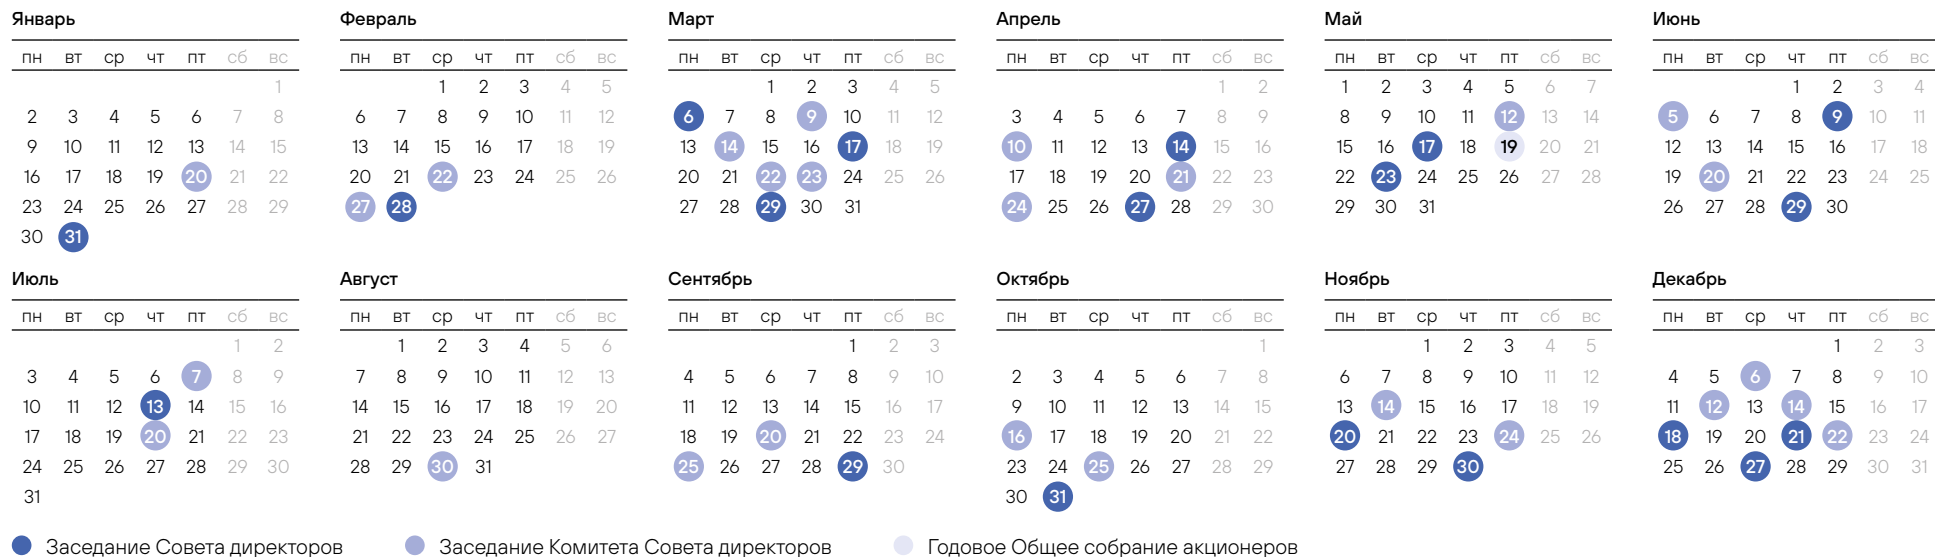 Январь Февраль Март Апрель Май Июнь
пн вт ср чт пт сб вс пн вт ср чт пт сб вс пн вт ср чт пт сб вс пн вт ср чт пт сб вс пн вт ср чт пт сб вс пн вт ср чт пт сб вс
1 1 2 3 4 5 1 2 3 4 5 1 2 1 2 3 4 5 6 7 1 2 3 4
2 3 4 5 6 7 8 6 7 8 9 10 11 12 6 7 8 9 10 11 12 3 4 5 6 7 8 9 8 9 10 11 12 13 14 5 6 7 8 9 10 11
9 10 11 12 13 14 15 13 14 15 16 17 18 19 13 14 15 16 17 18 19 10 11 12 13 14 15 16 15 16 17 18 19 20 21 12 13 14 15 16 17 18
16 17 18 19 20 21 22 20 21 22 23 24 25 26 20 21 22 23 24 25 26 17 18 19 20 21 22 23 22 23 24 25 26 27 28 19 20 21 22 23 24 25
23 24 25 26 27 28 29 27 28 27 28 29 30 31 24 25 26 27 28 29 30 29 30 31 26 27 28 29 30
30 31
Июль Август Сентябрь Октябрь Ноябрь Декабрь
пн вт ср чт пт сб вс пн вт ср чт пт сб вс пн вт ср чт пт сб вс пн вт ср чт пт сб вс пн вт ср чт пт сб вс пн вт ср чт пт сб вс
1 2 1 2 3 4 5 6 1 2 3 1 1 2 3 4 5 1 2 3
3 4 5 6 7 8 9 7 8 9 10 11 12 13 4 5 6 7 8 9 10 2 3 4 5 6 7 8 6 7 8 9 10 11 12 4 5 6 7 8 9 10
10 11 12 13 14 15 16 14 15 16 17 18 19 20 11 12 13 14 15 16 17 9 10 11 12 13 14 15 13 14 15 16 17 18 19 11 12 13 14 15 16 17
17 18 19 20 21 22 23 21 22 23 24 25 26 27 18 19 20 21 22 23 24 16 17 18 19 20 21 22 20 21 22 23 24 25 26 18 19 20 21 22 23 24
24 25 26 27 28 29 30 28 29 30 31 25 26 27 28 29 30 23 24 25 26 27 28 29 27 28 29 30 25 26 27 28 29 30 31
31 30 31
Заседание Совета директоров Заседание Комитета Совета директоров Годовое Общее собрание акционеров